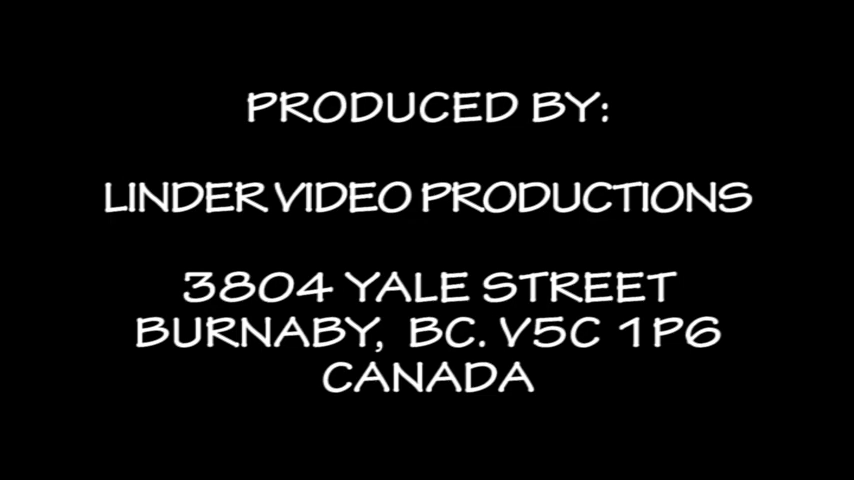 PRODUCED BY:
LINDER VIDEO PRODUCTIONS
3804 YALE STREET
BURNABY, BC. V5C 1P6
CANADA